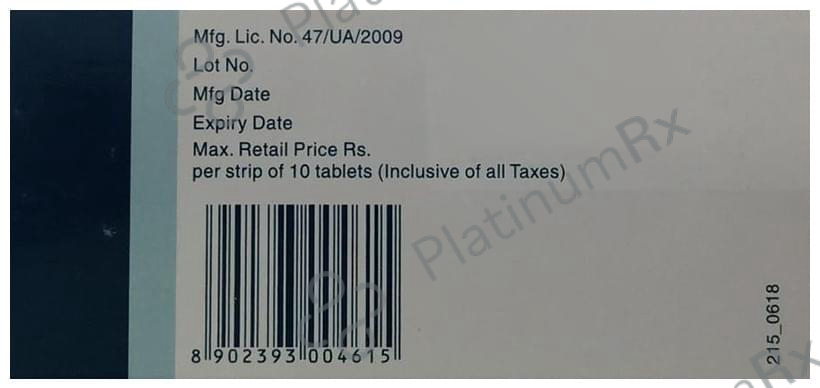 Mfg. Lic. No. 47/UA/2009
Lot No.
Mfg Date
Expiry Date
Max. Retail Price Rs.
per strip of 10 tablets (Inclusive of all Taxes)
8 902393 004615
215_0618
PlatinumRx
PlatinumRx
PlatinumRx